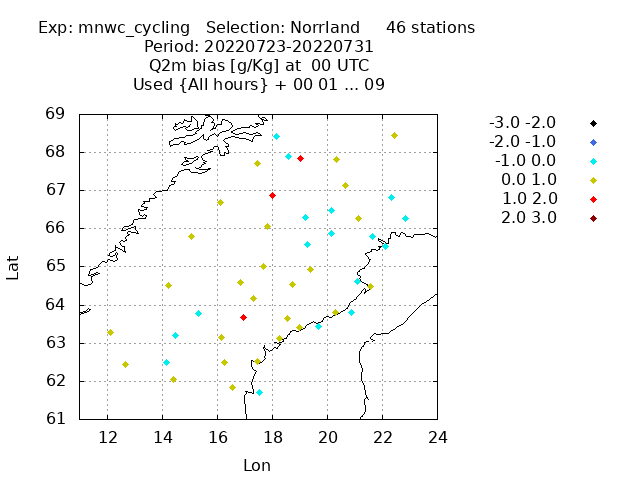 Exp: mnwc_cycling   Selection: Norrland     46 stations
Period: 20220723-20220731
Q2m bias [g/Kg] at  00 UTC
Used {All hours} + 00 01 ... 09
-3.0 -2.0
-2.0 -1.0
-1.0 0.0
0.0 1.0
1.0 2.0
2.0 3.0
69
68
67
66
65
64
63
62
61
Lat
12 14 16 18 20 22 24
Lon